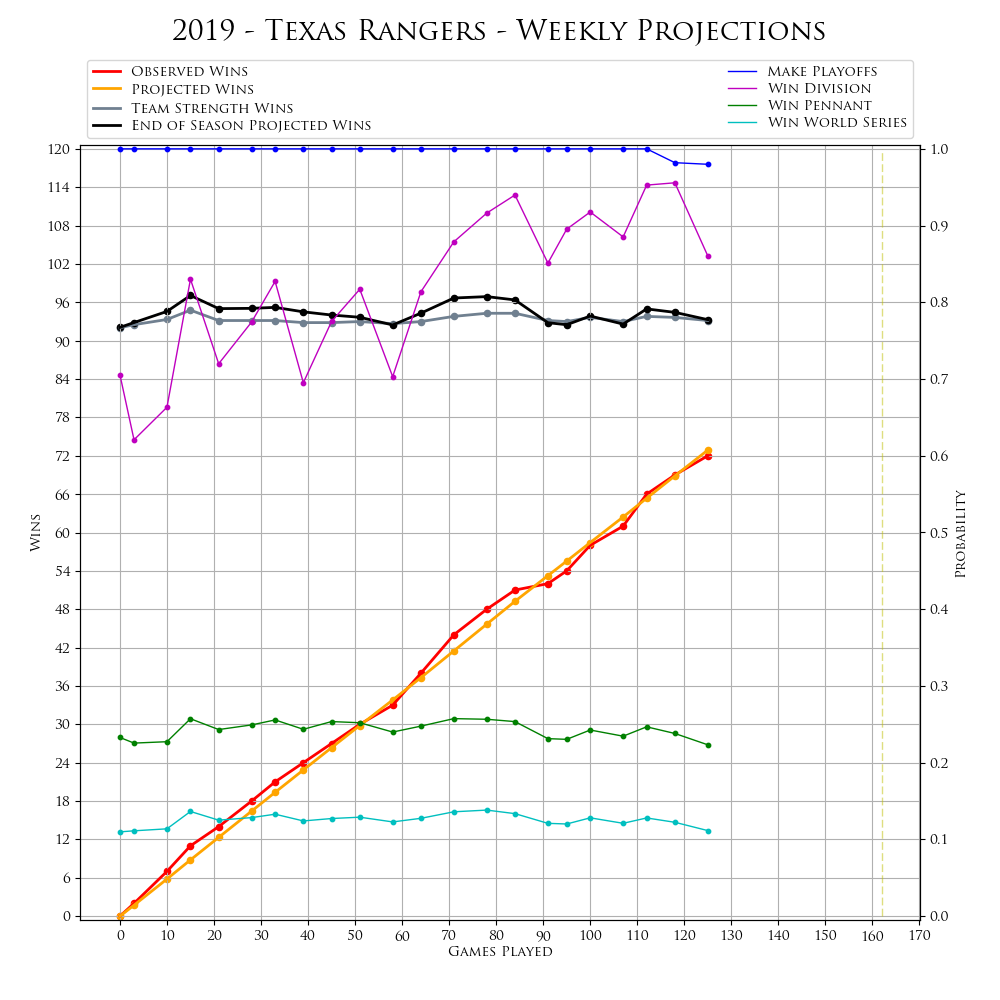 2019 - Texas Rangers - Weekly Projections
Observed Wins
Projected Wins
Team Strength Wins
End of Season Projected Wins
Make Playoffs
Win Division
Win Pennant
Win World Series
120
114
108
102
96
90
84
78
72
66
60
54
48
42
36
30
24
18
12
6
0
Wins
1.0
0.9
0.8
0.7
0.6
0.5
0.4
0.3
0.2
0.1
0.0
Probability
0 10 20 30 40 50 60 70 80 90 100 110 120 130 140 150 160 170
Games Played